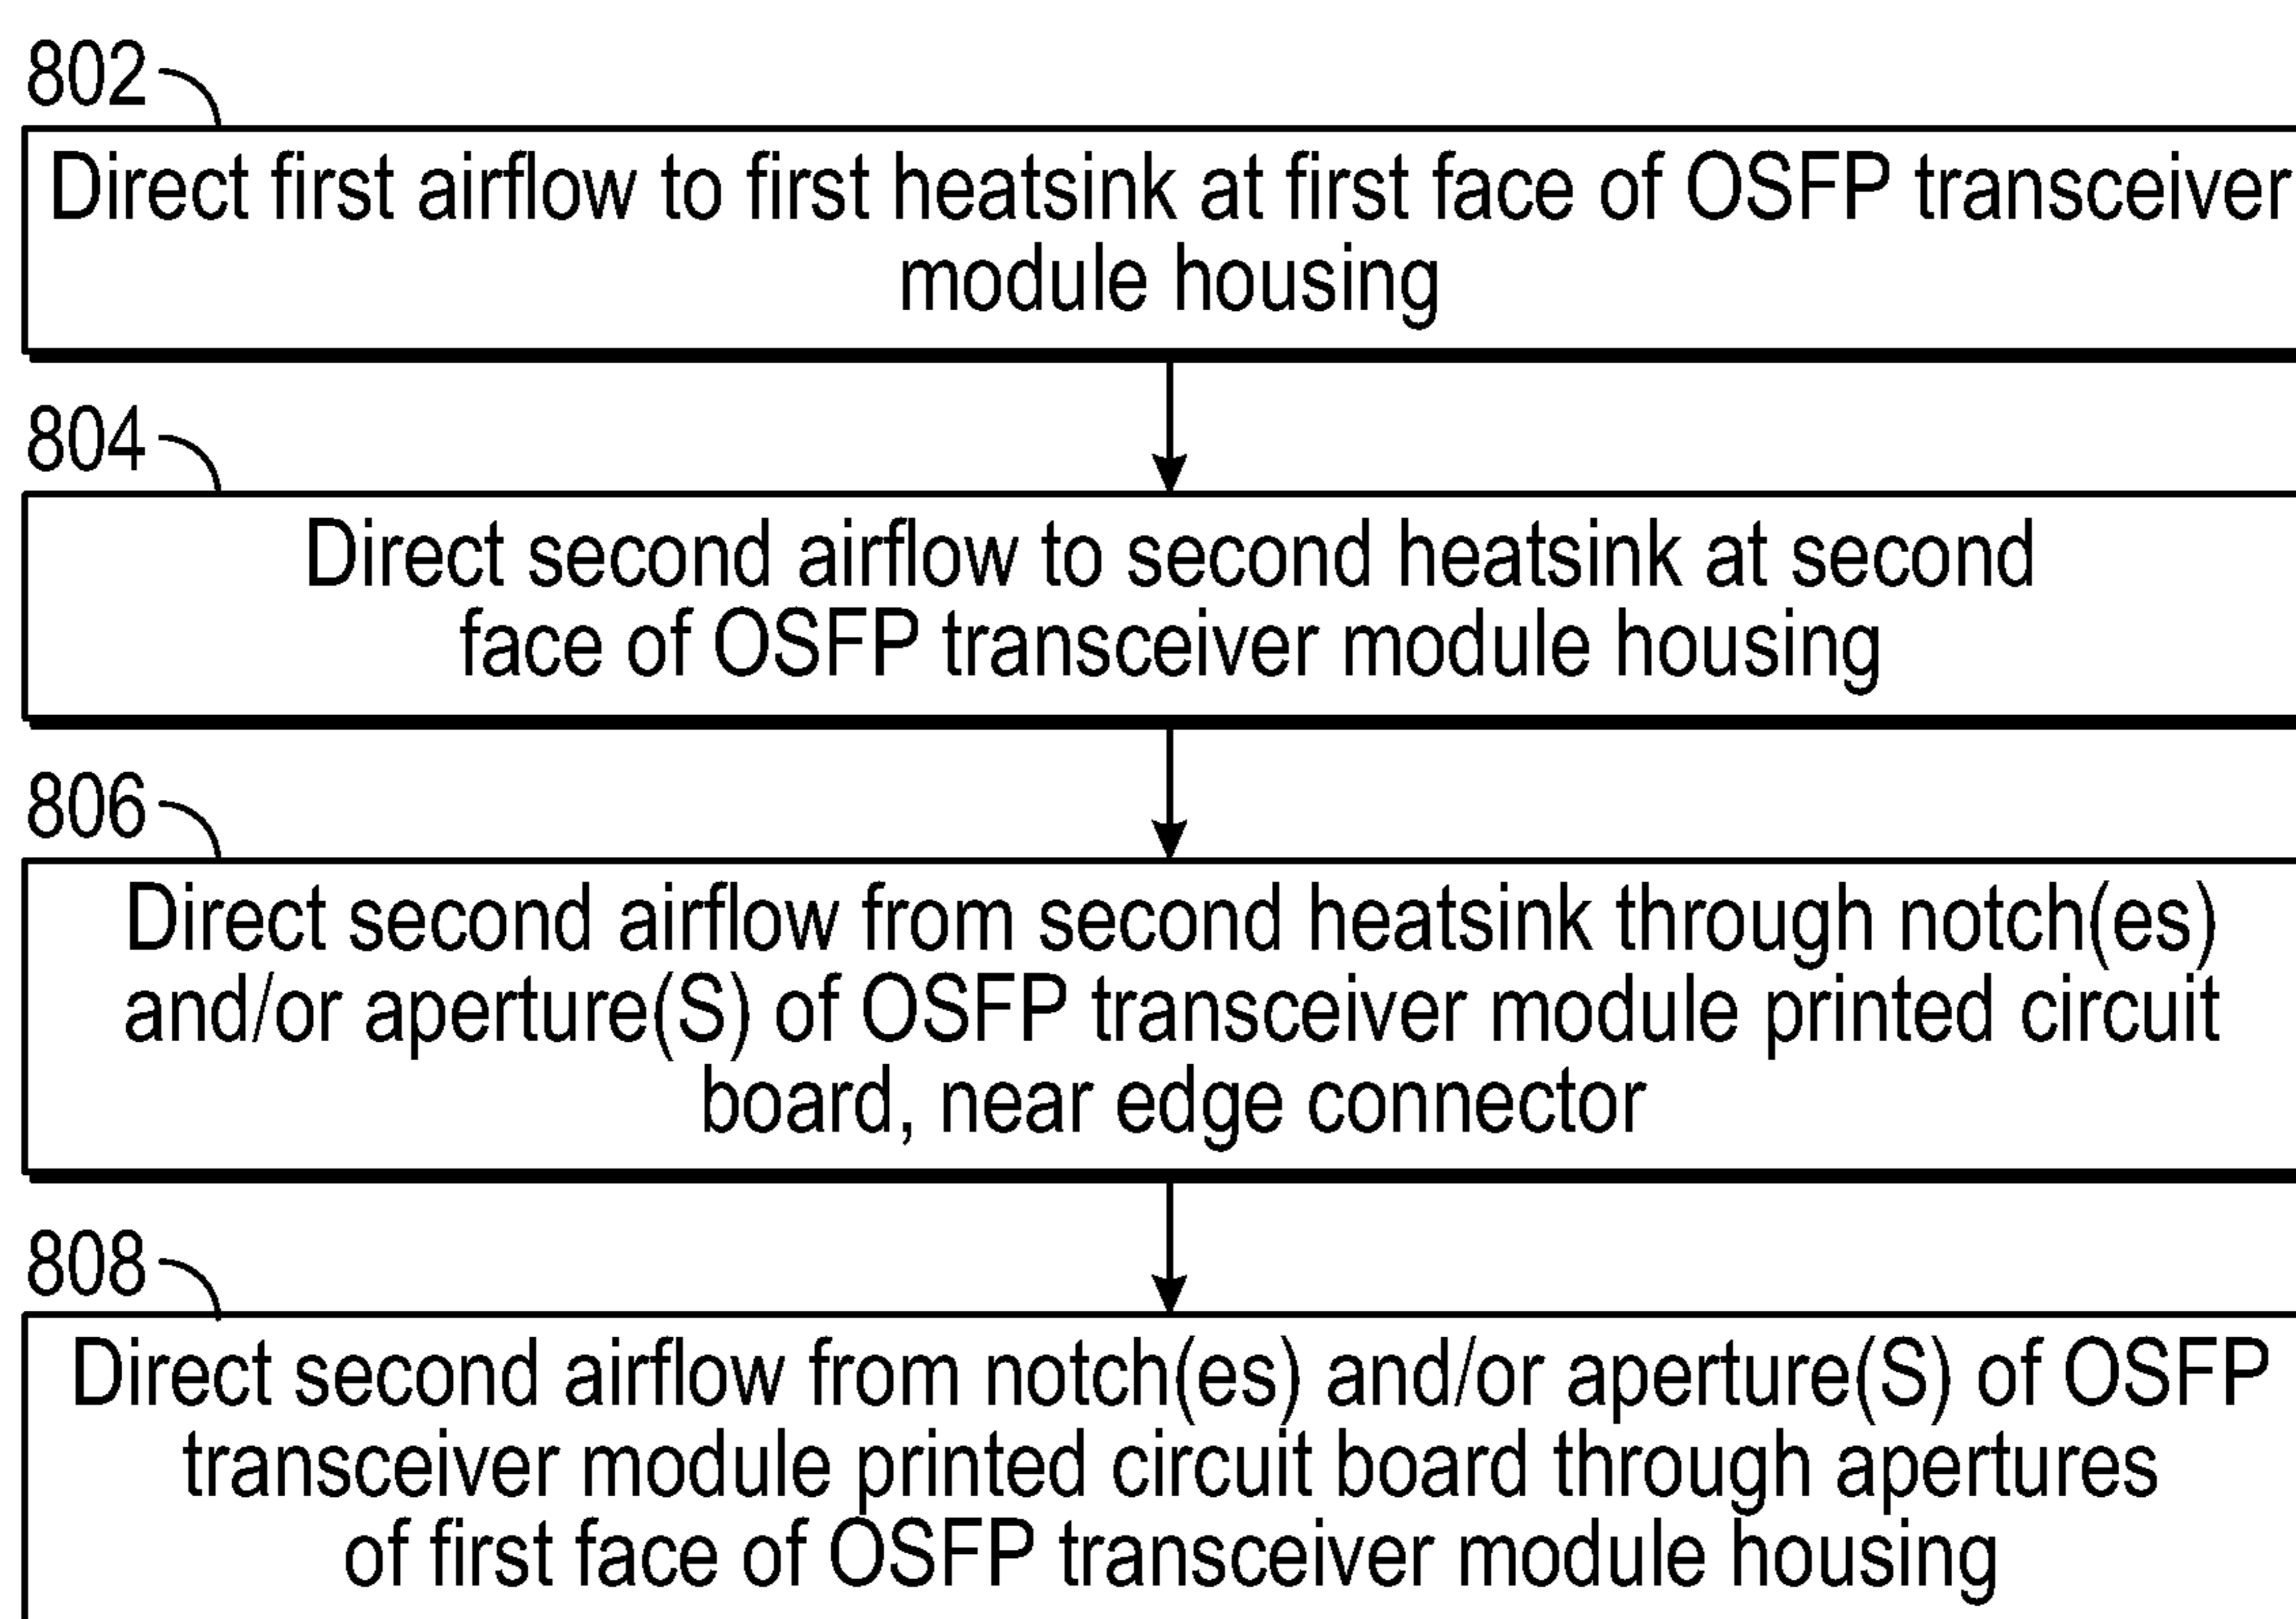 802
Direct first airflow to first heatsink at first face of OSFP transceiver
module housing
804
Direct second airflow to second heatsink at second
face of OSFP transceiver module housing
806
Direct second airflow from second heatsink through notch(es)
and/or aperture(S) of OSFP transceiver module printed circuit
board, near edge connector
808
Direct second airflow from notch(es) and/or aperture(S) of OSFP
transceiver module printed circuit board through apertures
of first face of OSFP transceiver module housing